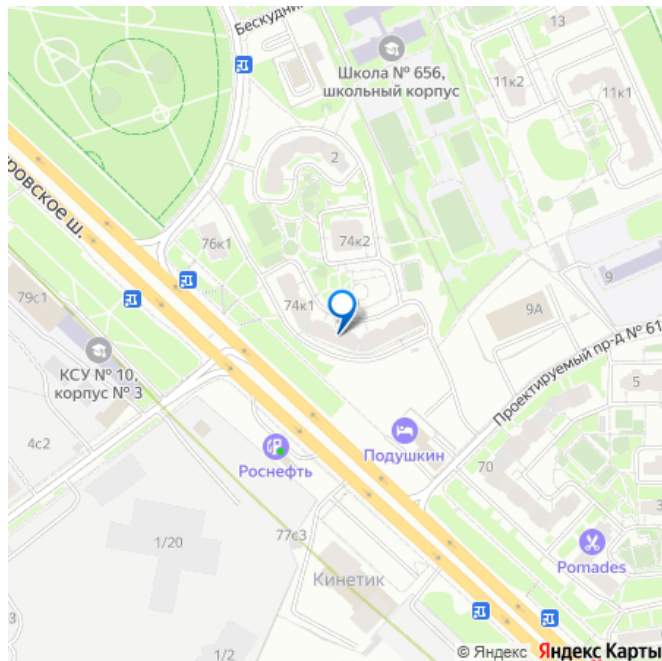 Бескудни
13
Школа № 656,
школьный корпус
11к2
11к1
2
ровское ш.
76к1
74к2
9
79с1
74к1
9А
КСУ № 10,
корпус № 3
Проектируемый пр-д № 61
5
4с2
Подушкин
Роснефть
70
3
77с3
1/20
Pomades
Кинетик
3
1/2
© Яндекс Яндекс Карты